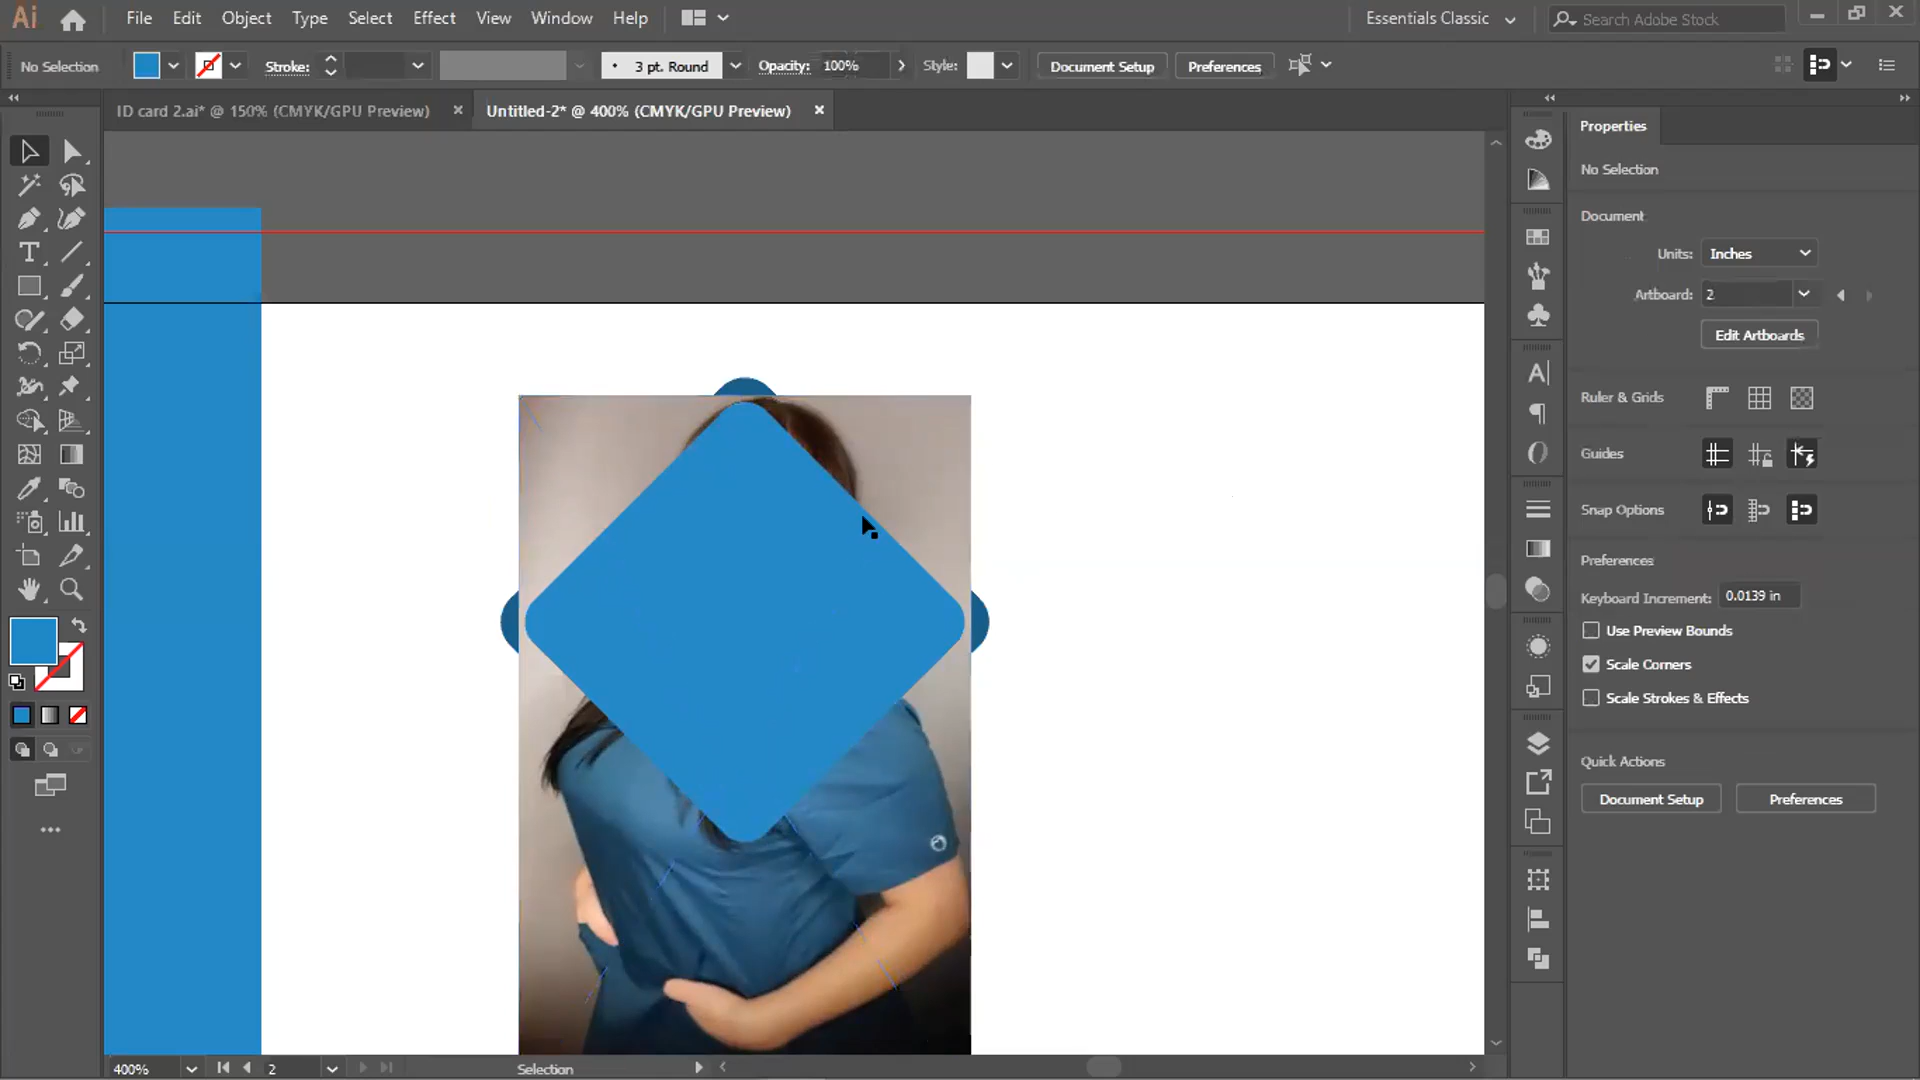 Ai File Edit Object Type Select Effect View Window Help Essentials Classic Search Adobe Stock
No Selection Stroke: 3 pt. Round Opacity: 100% Style: Document Setup Preferences
ID card 2.ai* @ 150% (CMYK/GPU Preview) Untitled-2* @ 400% (CMYK/GPU Preview)
Properties
No Selection
Document
Units: Inches
Artboard: 2
Edit Artboards
Ruler & Grids
Guides
Snap Options
Preferences
Keyboard Increment: 0.0139 in
Use Preview Bounds
Scale Corners
Scale Strokes & Effects
Quick Actions
Document Setup Preferences
400% 2 Selection